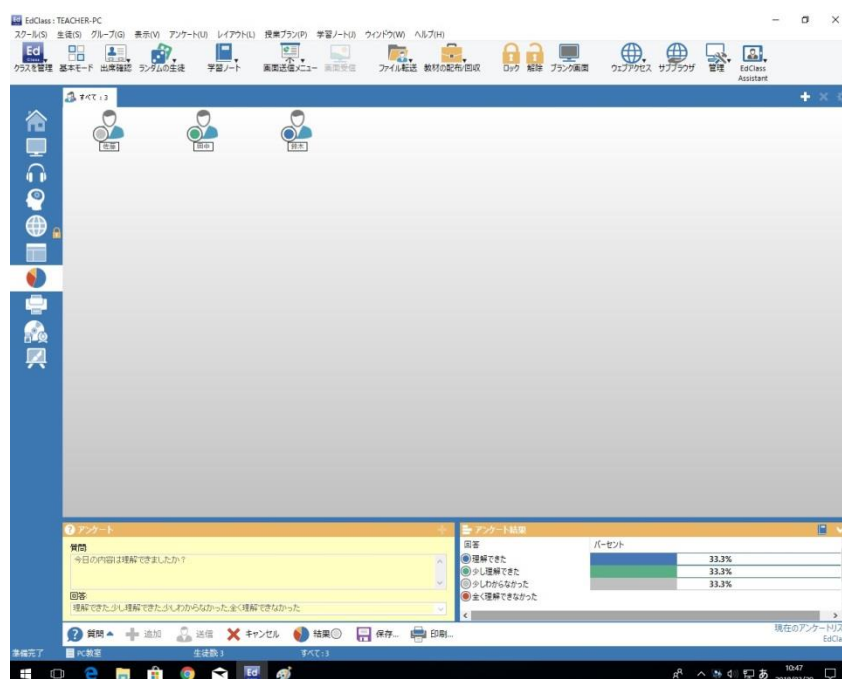 EdClass : TEACHER-PC
スクール(S) 生徒(S) グループ(G) 表示(V) アンケート(U) レイアウト(L) 授業プラン(P) 学習ノート(J) ウィンドウ(W) ヘルプ(H)
Ed
Class
クラスを管理 基本モード 出席確認 ランダムの生徒 学習ノート 画面送信メニュー 画面受信 ファイル転送 教材の配布/回収 ロック 解除 ブランク画面 ウェブアクセス サブブラウザ 管理 EdClass
Assistant
すべて : 3
佐藤 田中 鈴木
アンケート
質問
今日の内容は理解できましたか?
回答
理解できた,少し理解できた,少しわからなかった,全く理解できなかった
アンケート結果
回答 パーセント
理解できた 33.3%
少し理解できた 33.3%
少しわからなかった 33.3%
全く理解できなかった
質問 追加 送信 キャンセル 結果 保存... 印刷...
現在のアンケートリス
EdCla
準備完了 PC教室 生徒数 : 3 すべて : 3
Ed
あ 10:47